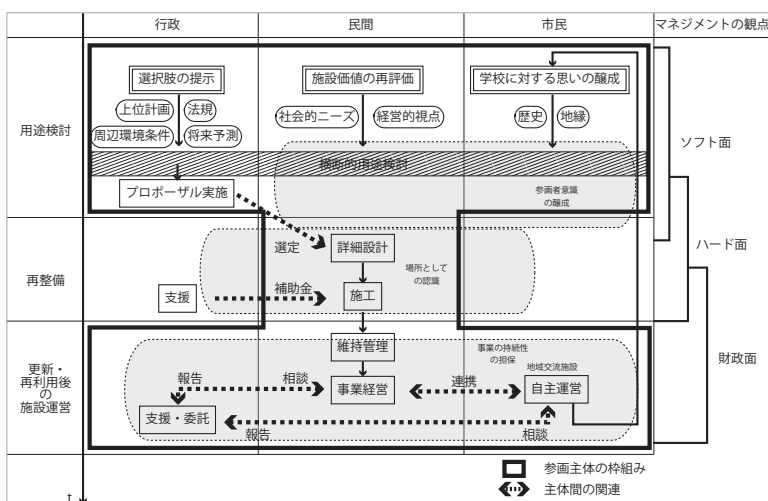 行政
民間
市民
マネジメントの観点
用途検討
選択肢の提示
施設価値の再評価
学校に対する思いの醸成
上位計画
法規
周辺環境条件
将来予測
社会的ニーズ
経営的視点
歴史
地縁
横断的用途検討
プロポーザル実施
参画者意識
の醸成
ソフト面
ハード面
財政面
再整備
選定
詳細設計
場所として
の認識
支援
補助金
施工
更新・
再利用後
の
施設運営
維持管理
事業の持続性
の担保
地域交流施設
報告
相談
事業経営
連携
自主運営
支援・委託
報告
相談
t
参画主体の枠組み
主体間の関連